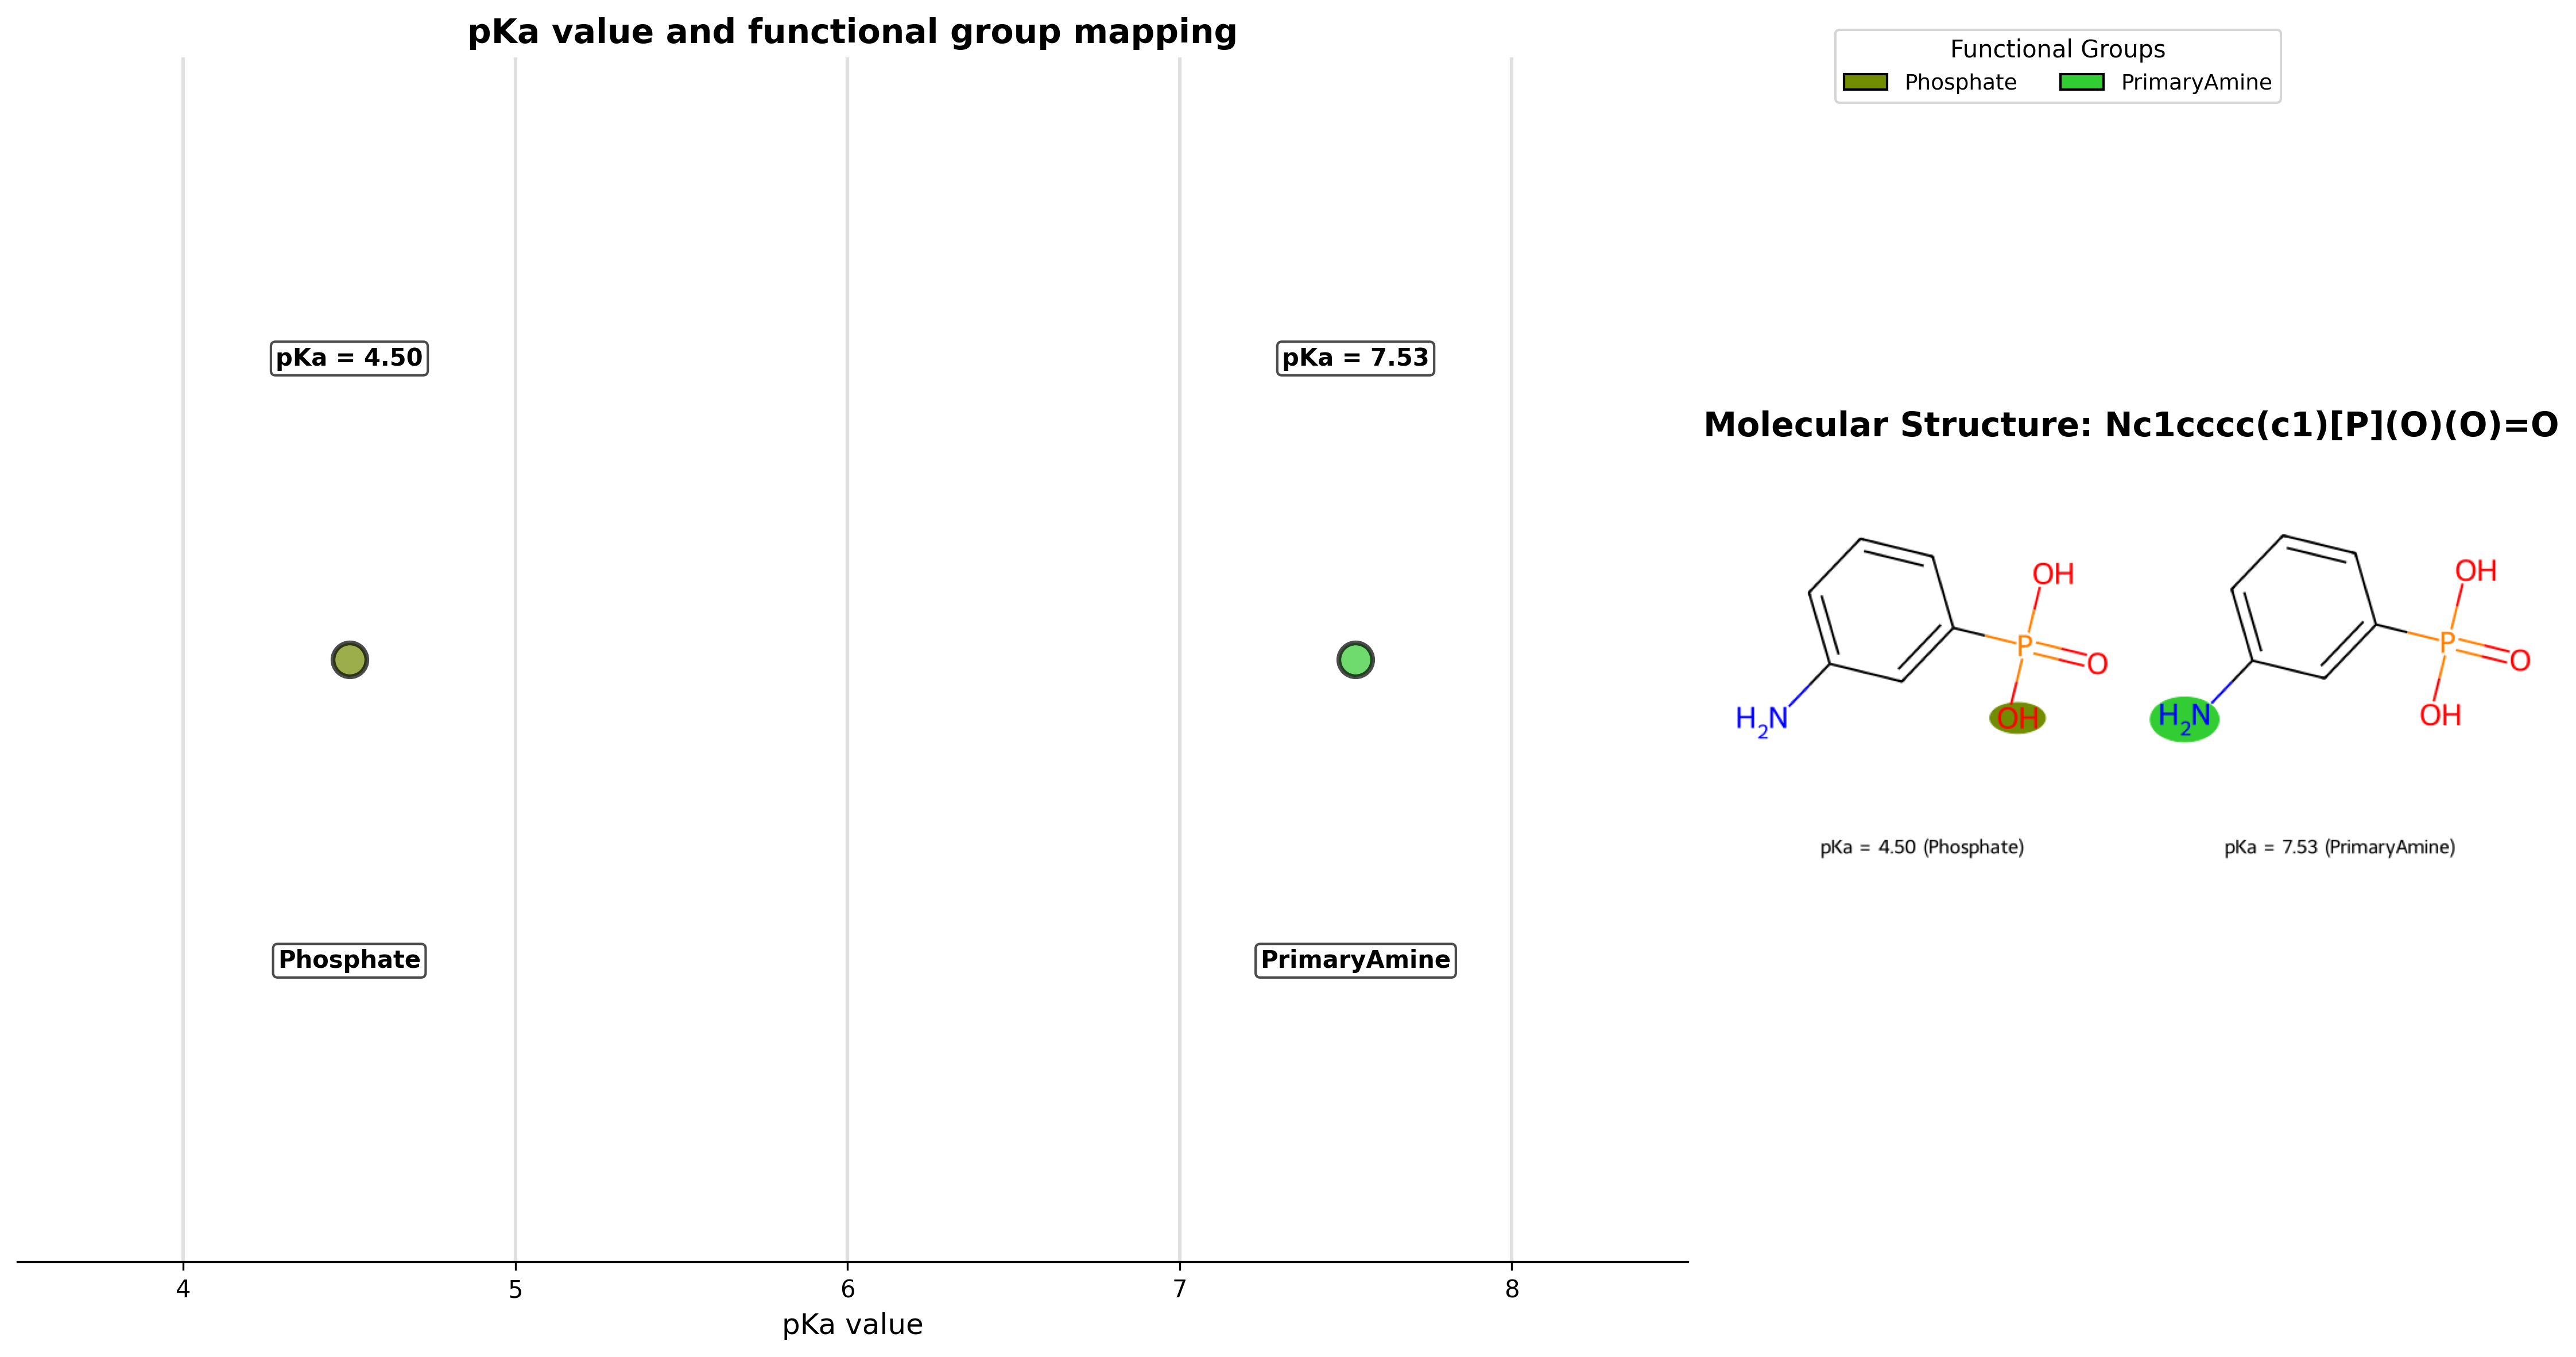 pKa value and functional group mapping
pKa = 4.50
pKa = 7.53
Phosphate
PrimaryAmine
4
5
6
7
8
pKa value
Functional Groups
Phosphate
PrimaryAmine
Molecular Structure: Nc1cccc(c1)[P](O)(O)=O
OH
P
O
OH
H2N
pKa = 4.50 (Phosphate)
OH
P
O
OH
H2N
pKa = 7.53 (PrimaryAmine)